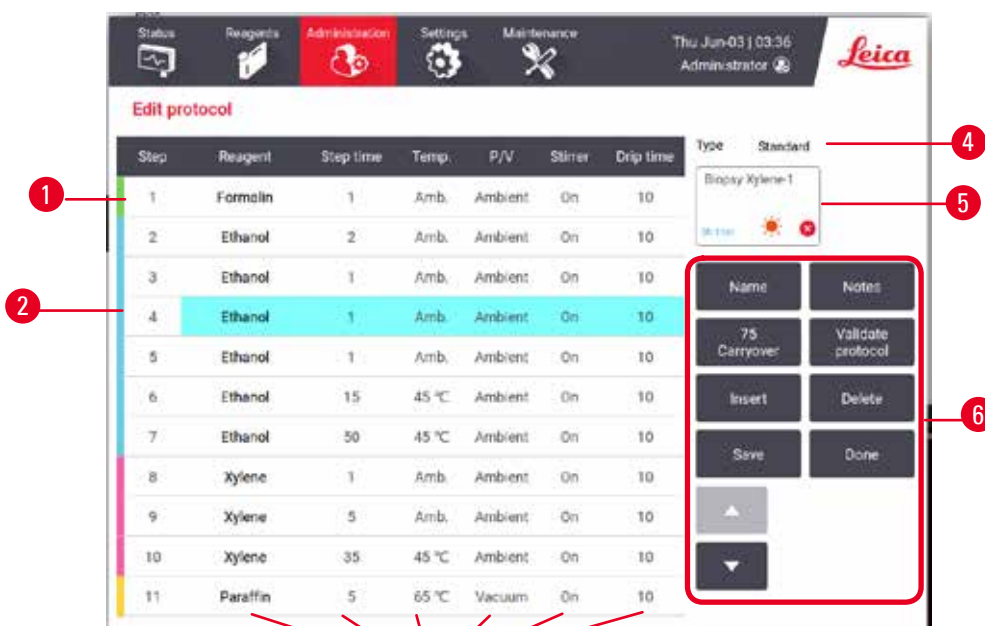 Status Reagents Administration Settings Maintenance
Thu Jun-03 | 03:36
Administrator
Leica
Edit protocol
Step Reagent Step time Temp. P/V Stirrer Drip time
1 Formalin 1 Amb. Ambient On 10
2 Ethanol 2 Amb. Ambient On 10
3 Ethanol 1 Amb. Ambient On 10
4 Ethanol 1 Amb. Ambient On 10
5 Ethanol 1 Amb. Ambient On 10
6 Ethanol 15 45 °C Ambient On 10
7 Ethanol 50 45 °C Ambient On 10
8 Xylene 1 Amb. Ambient On 10
9 Xylene 5 Amb. Ambient On 10
10 Xylene 35 45 °C Ambient On 10
11 Paraffin 5 65 °C Vacuum On 10
Type Standard
Biopsy Xylene-1
Name Notes
75
Carryover
Validate
protocol
Insert Delete
Save Done
1
2
4
5
6